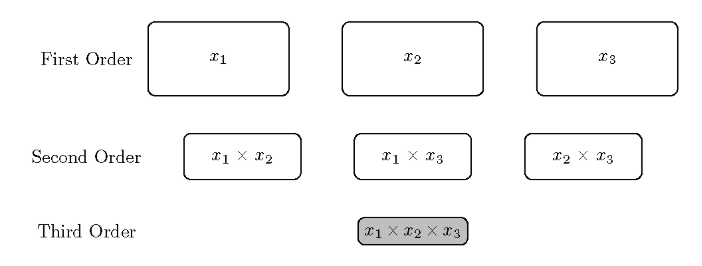 First Order x₁ x₂ x₃
Second Order x₁ × x₂ x₁ × x₃ x₂ × x₃
Third Order x₁ × x₂ × x₃